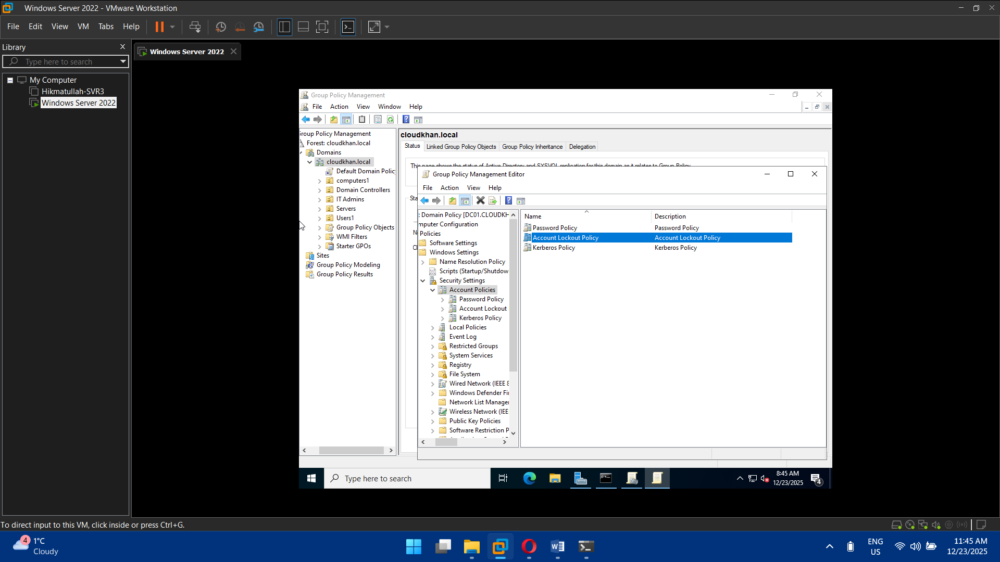 Windows Server 2022 - VMware Workstation
File Edit View VM Tabs Help
Library
Type here to search
My Computer
Hikmatullah-SVR3
Windows Server 2022
Windows Server 2022
Group Policy Management
File Action View Window Help
roup Policy Management
Forest: cloudkhan.local
Domains
cloudkhan.local
Default Domain Polic
computers1
Domain Controllers
IT Admins
Servers
Users1
Group Policy Objects
WMI Filters
Starter GPOs
Sites
Group Policy Modeling
Group Policy Results
cloudkhan.local
Status Linked Group Policy Objects Group Policy Inheritance Delegation
This page shows the status of Active Directory and SYSVOL replication for this domain as it relates to Group Policy.
Sta
Group Policy Management Editor
File Action View Help
t Domain Policy [DC01.CLOUDKH
mputer Configuration
Policies
Software Settings
Windows Settings
Name Resolution Policy
Scripts (Startup/Shutdow
Security Settings
Account Policies
Password Policy
Account Lockout
Kerberos Policy
Local Policies
Event Log
Restricted Groups
System Services
Registry
File System
Wired Network (IEEE 8
Windows Defender Fi
Network List Manager
Wireless Network (IEE
Public Key Policies
Software Restriction P
Name Description
Password Policy Password Policy
Account Lockout Policy Account Lockout Policy
Kerberos Policy Kerberos Policy
Type here to search
8:45 AM
12/23/2025
4
To direct input to this VM, click inside or press Ctrl+G.
4
1°C
Cloudy
ENG
US
11:45 AM
12/23/2025